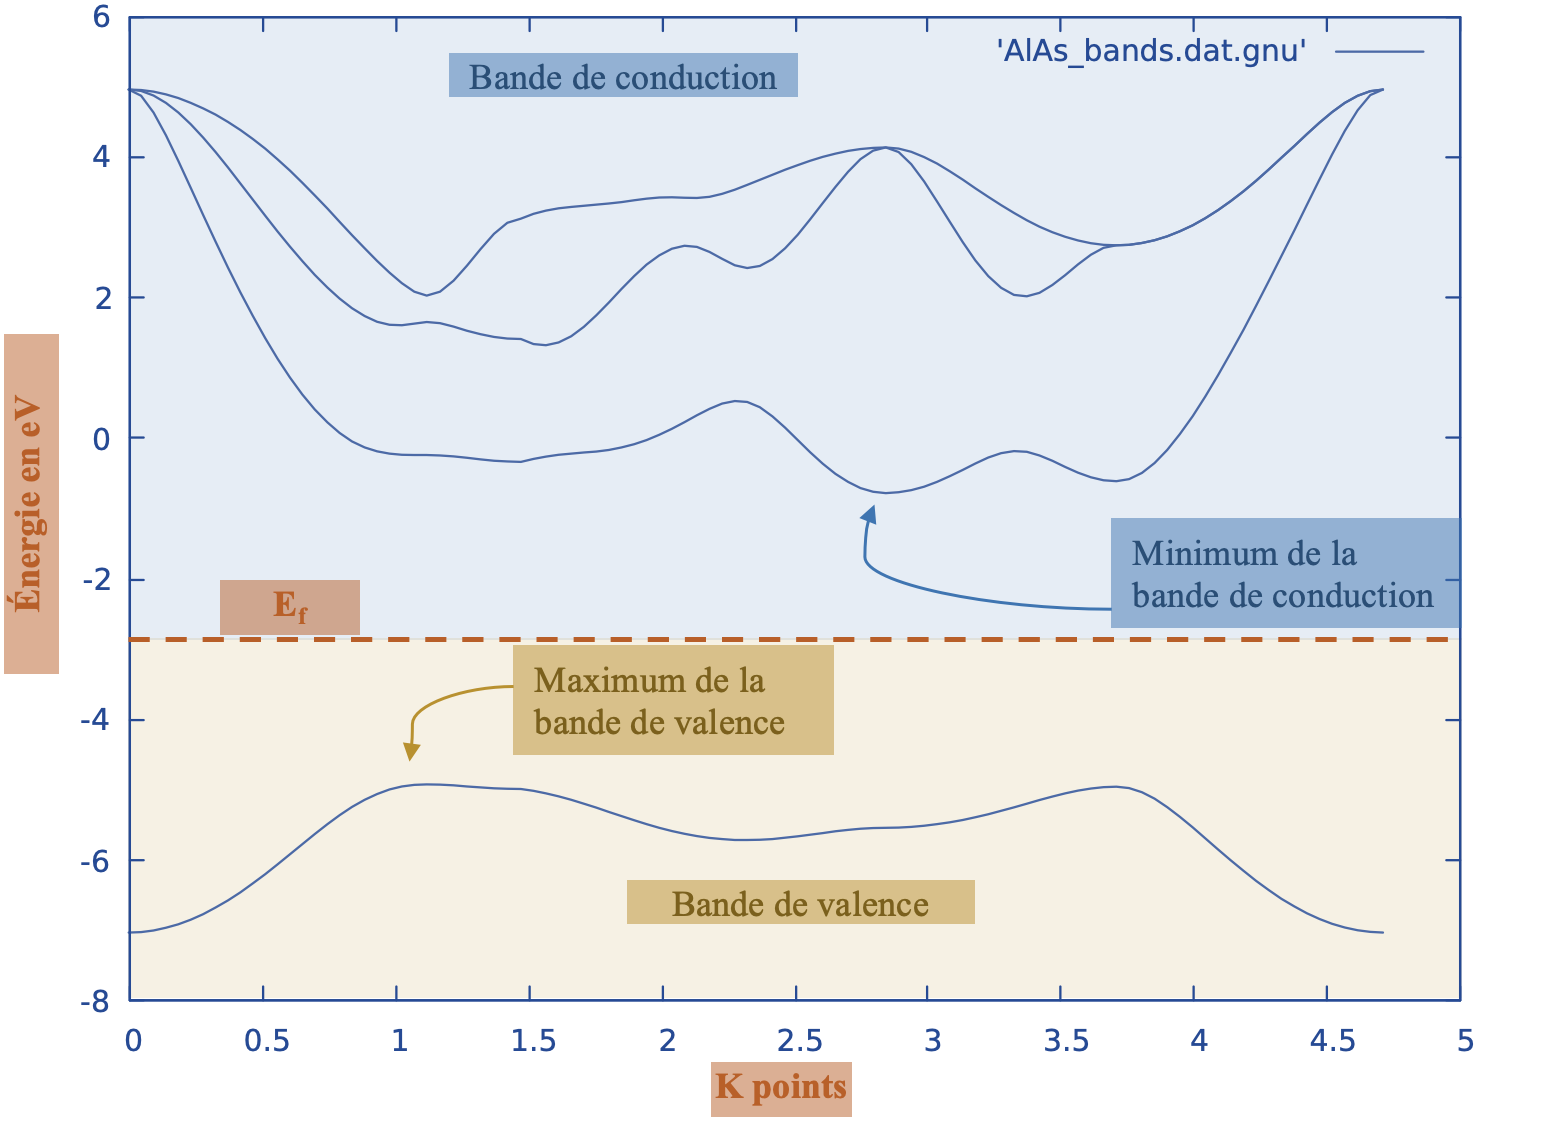 6
'AlAs_bands.dat.gnu'
Bande de conduction
4
2
0
Énergie en eV
Minimum de la
bande de conduction
-2
Ef
Maximum de la
bande de valence
-4
-6
Bande de valence
-8
0 0.5 1 1.5 2 2.5 3 3.5 4 4.5 5
K points